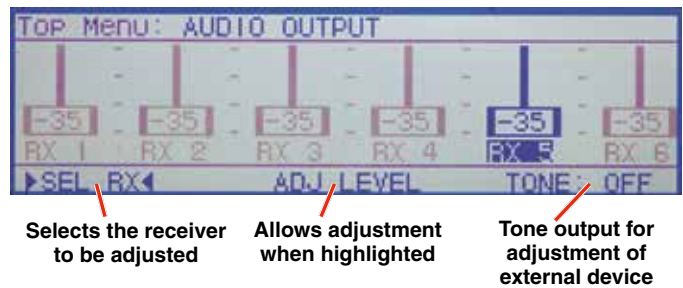 Top Menu: AUDIO OUTPUT
-35 -35 -35 -35 -35 -35
RX 1 RX 2 RX 3 RX 4 RX 5 RX 6
▶SEL RX◀ ADJ LEVEL TONE: OFF
Selects the receiver
to be adjusted
Allows adjustment
when highlighted
Tone output for
adjustment of
external device